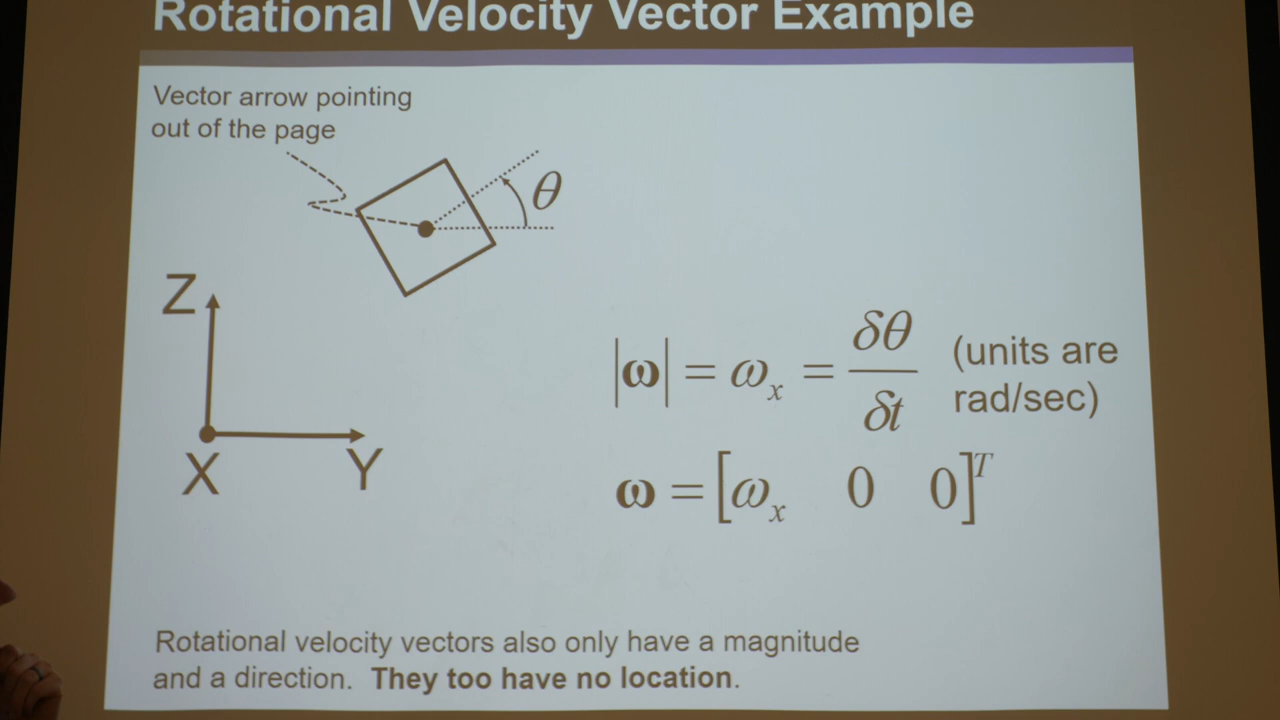 Rotational Velocity Vector Example
Vector arrow pointing
out of the page
θ
Z
X
Y
|ω| = ωₓ = δθ/δt (units are
rad/sec)
ω = [ωₓ 0 0]ᵀ
Rotational velocity vectors also only have a magnitude
and a direction. They too have no location.